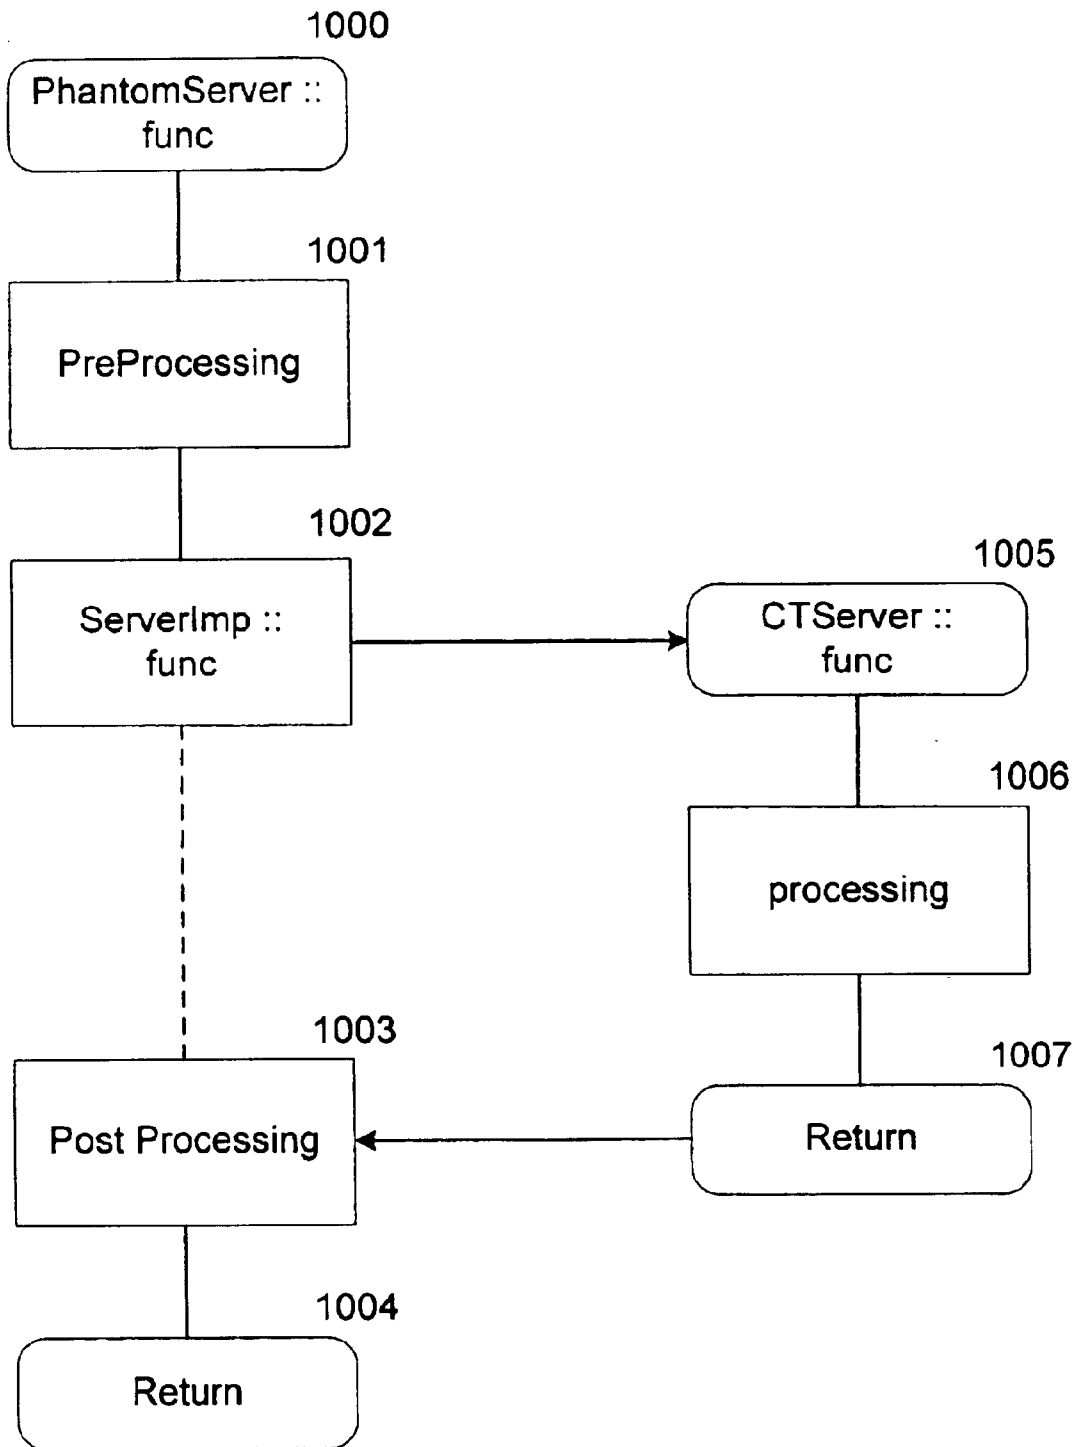 1000
PhantomServer ::
func
1001
PreProcessing
1002
ServerImp ::
func
1005
CTServer ::
func
1006
processing
1003
Post Processing
1007
Return
1004
Return